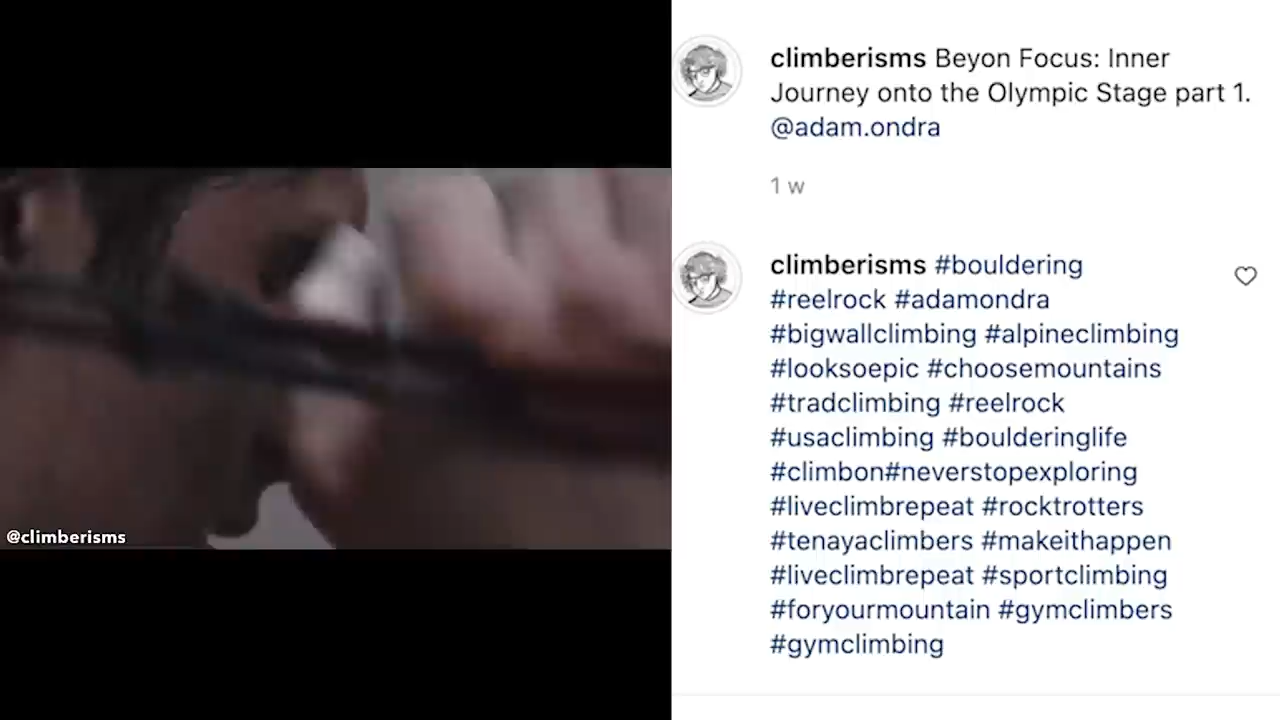 @climberisms
climberisms Beyon Focus: Inner
Journey onto the Olympic Stage part 1.
@adam.ondra
1 w
climberisms #bouldering
#reelrock #adamondra
#bigwallclimbing #alpineclimbing
#looksoepic #choosemountains
#tradclimbing #reelrock
#usaclimbing #boulderinglife
#climbon#neverstopexploring
#liveclimbrepeat #rocktrotters
#tenayaclimbers #makeithappen
#liveclimbrepeat #sportclimbing
#foryourmountain #gymclimbers
#gymclimbing